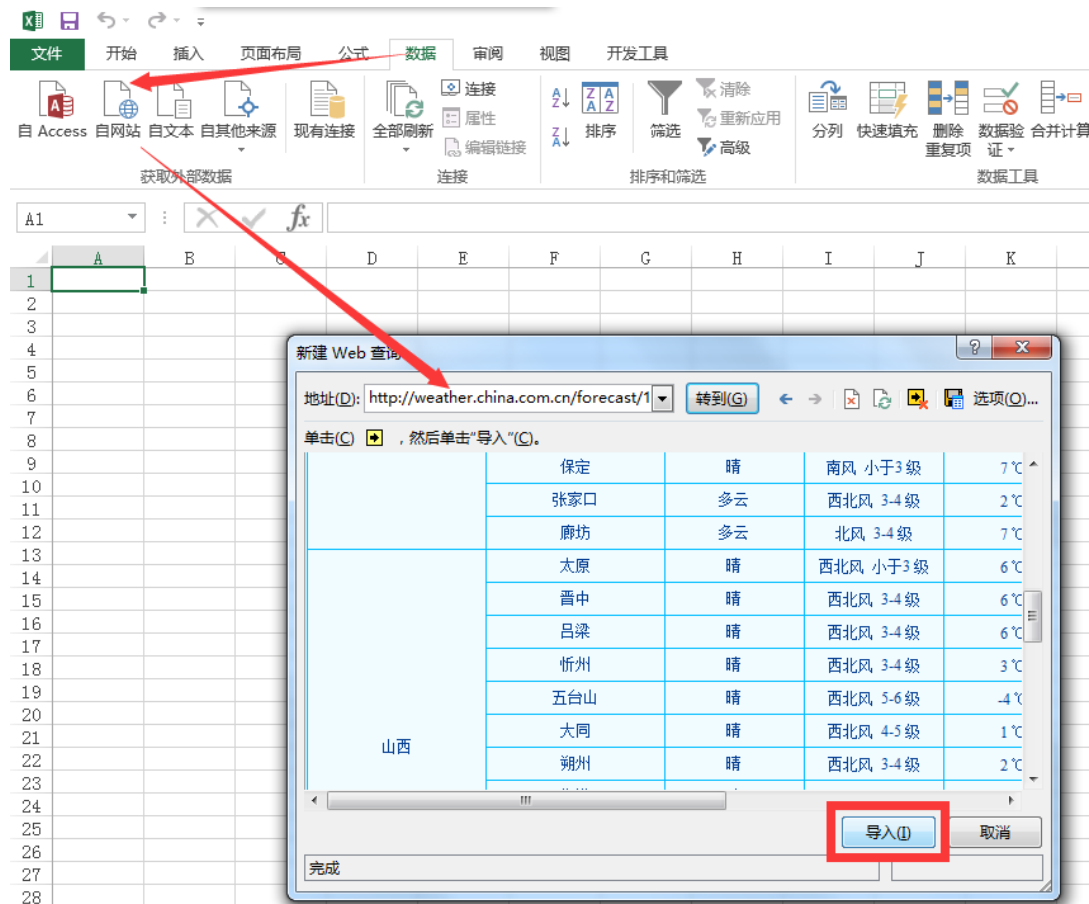 文件 开始 插入 页面布局 公式 数据 审阅 视图 开发工具
自 Access 自网站 自文本 自其他来源 现有连接 全部刷新 连接 属性 编辑链接 排序 筛选 清除 重新应用 高级 分列 快速填充 删除重复项 数据验证 合并计算
获取外部数据 连接 排序和筛选 数据工具
A1 fx
A B C D E F G H I J K
1
2
3
4
5
6
7
8
9
10
11
12
13
14
15
16
17
18
19
20
21
22
23
24
25
26
27
28
新建 Web 查询
地址(D): http://weather.china.com.cn/forecast/1 转到(G) 选项(O)...
单击(C) ，然后单击"导入"(C)。
保定 晴 南风 小于3级 7℃
张家口 多云 西北风 3-4级 2℃
廊坊 多云 北风 3-4级 7℃
太原 晴 西北风 小于3级 6℃
晋中 晴 西北风 3-4级 6℃
吕梁 晴 西北风 3-4级 6℃
忻州 晴 西北风 3-4级 3℃
五台山 晴 西北风 5-6级 -4℃
山西 大同 晴 西北风 4-5级 1℃
朔州 晴 西北风 3-4级 2℃
导入(I) 取消
完成